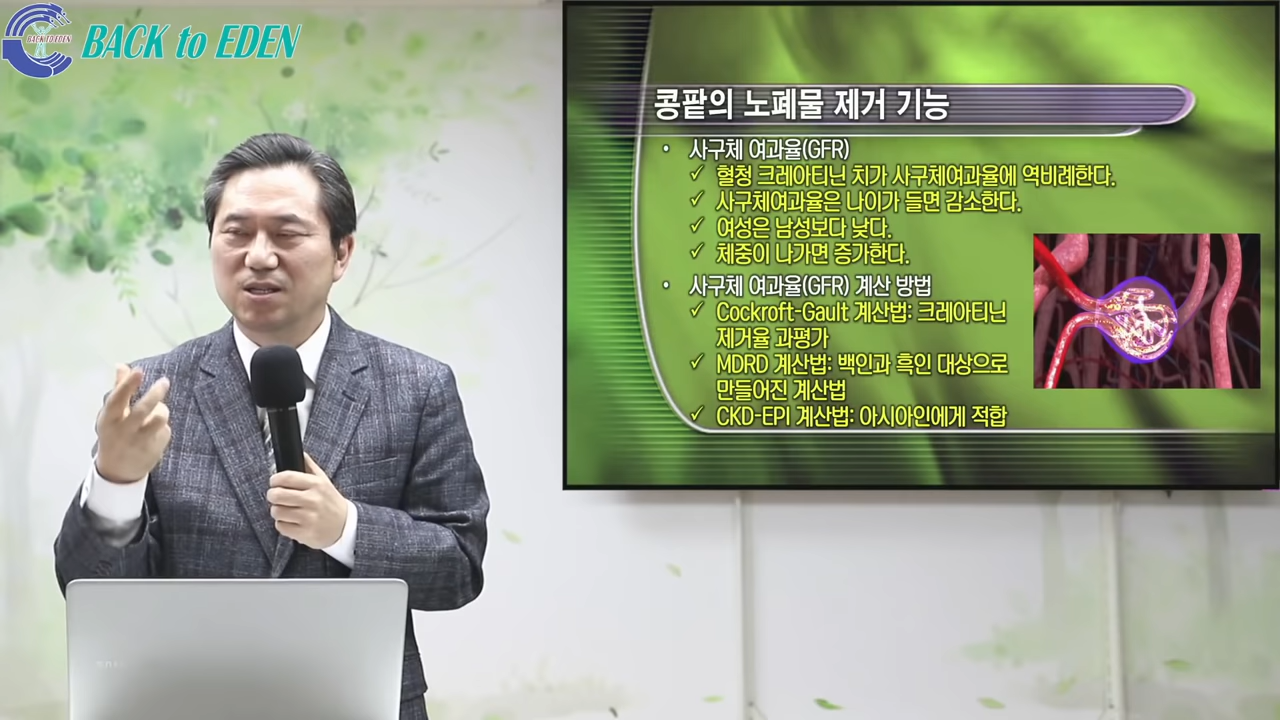 BACK TO EDEN
BACK to EDEN
콩팥의 노폐물 제거 기능
• 사구체 여과율(GFR)
✓ 혈청 크레아티닌 치가 사구체여과율에 역비례한다.
✓ 사구체여과율은 나이가 들면 감소한다.
✓ 여성은 남성보다 낮다.
✓ 체중이 나가면 증가한다.
• 사구체 여과율(GFR) 계산 방법
✓ Cockroft-Gault 계산법: 크레아티닌
제거율 과평가
✓ MDRD 계산법: 백인과 흑인 대상으로
만들어진 계산법
✓ CKD-EPI 계산법: 아시아인에게 적합